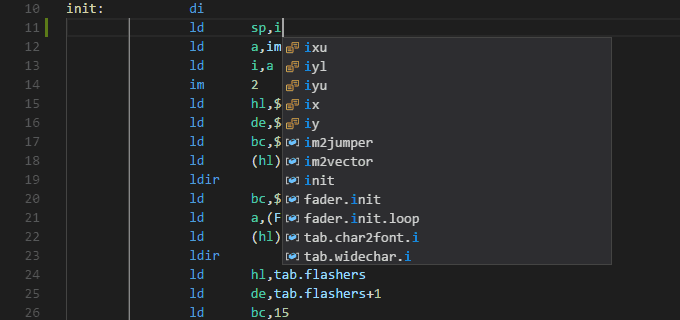 10 init: di
11 ld sp,i
12 ld a,im
13 ld i,a
14 im 2
15 ld hl,$
16 ld de,$
17 ld bc,$
18 ld (hl)
19 ldir
20 ld bc,$
21 ld a,(F
22 ld (hl)
23 ldir
24 ld hl,tab.flashers
25 ld de,tab.flashers+1
26 ld bc,15
ixu
iyl
iyu
ix
iy
im2jumper
im2vector
init
fader.init
fader.init.loop
tab.char2font.i
tab.widechar.i